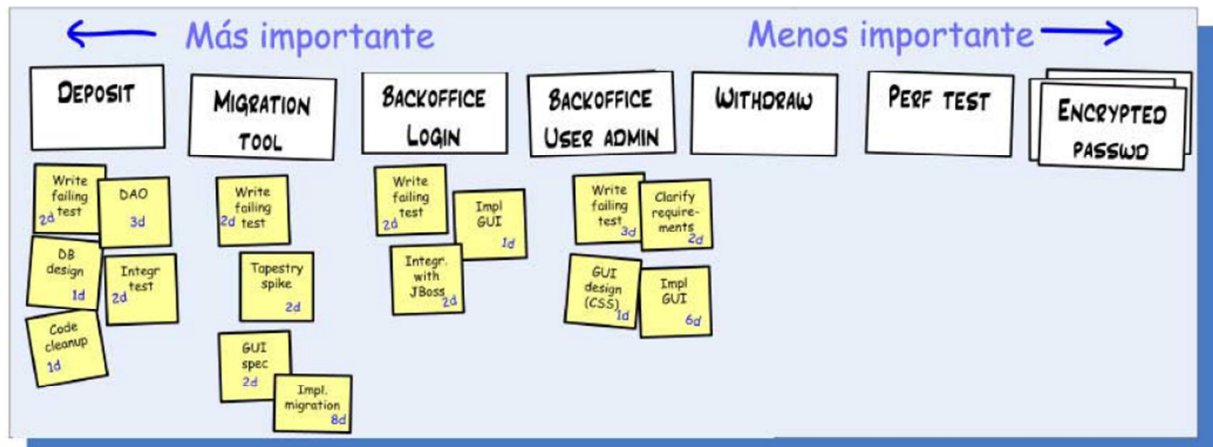 Más importante
Menos importante
DEPOSIT
Write
failing
test
2d
DAO
3d
DB
design
1d
Integr
test
2d
Code
cleanup
1d
MIGRATION
TOOL
Write
failing
test
2d
Tapestry
spike
2d
GUI
spec
2d
Impl.
migration
8d
BACKOFFICE
LOGIN
Write
failing
test
2d
Impl
GUI
1d
Integr.
with
JBoss
2d
BACKOFFICE
USER ADMIN
Write
failing
test
3d
Clarify
require-
ments
2d
GUI
design
(CSS)
1d
Impl
GUI
6d
WITHDRAW
PERF TEST
ENCRYPTED
PASSWD